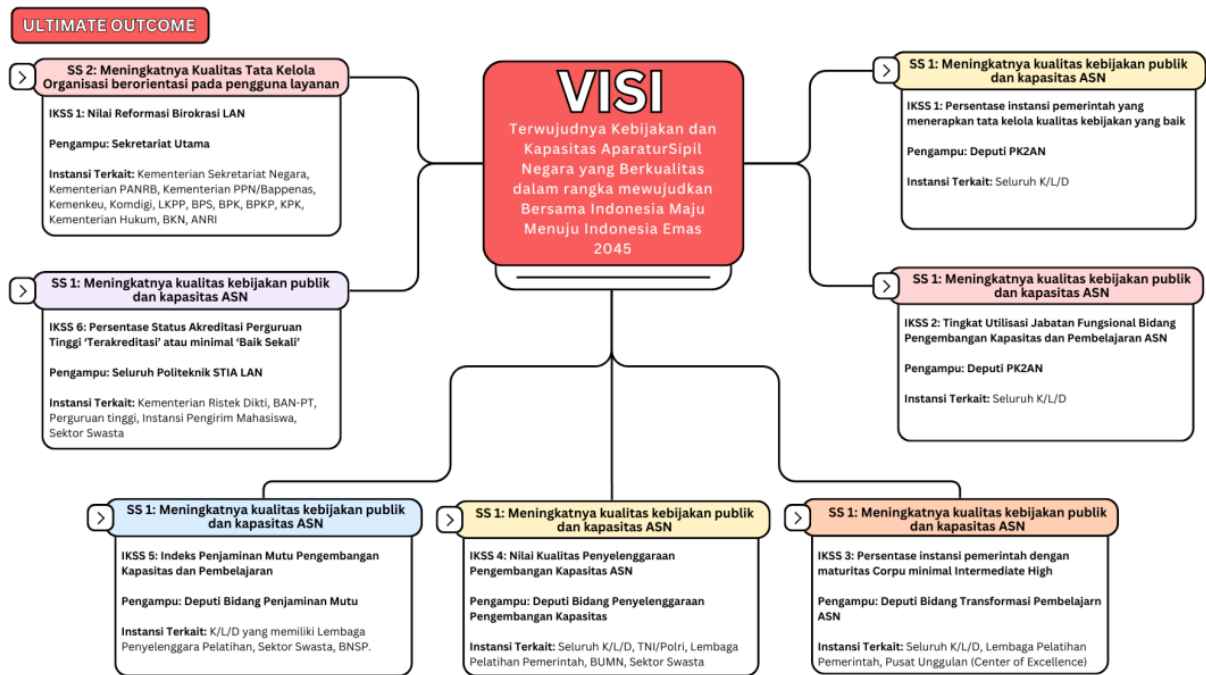 ULTIMATE OUTCOME
SS 2: Meningkatnya Kualitas Tata Kelola
Organisasi berorientasi pada pengguna layanan
IKSS 1: Nilai Reformasi Birokrasi LAN
Pengampu: Sekretariat Utama
Instansi Terkait: Kementerian Sekretariat Negara,
Kementerian PANRB, Kementerian PPN/Bappenas,
Kemenkeu, Komdigi, LKPP, BPS, BPK, BPKP, KPK,
Kementerian Hukum, BKN, ANRI
VISI
Terwujudnya Kebijakan dan
Kapasitas AparaturSipil
Negara yang Berkualitas
dalam rangka mewujudkan
Bersama Indonesia Maju
Menuju Indonesia Emas
2045
SS 1: Meningkatnya kualitas kebijakan publik
dan kapasitas ASN
IKSS 1: Persentase instansi pemerintah yang
menerapkan tata kelola kualitas kebijakan yang baik
Pengampu: Deputi PK2AN
Instansi Terkait: Seluruh K/L/D
SS 1: Meningkatnya kualitas kebijakan publik
dan kapasitas ASN
IKSS 6: Persentase Status Akreditasi Perguruan
Tinggi ‘Terakreditasi’ atau minimal ‘Baik Sekali’
Pengampu: Seluruh Politeknik STIA LAN
Instansi Terkait: Kementerian Ristek Dikti, BAN-PT,
Perguruan tinggi, Instansi Pengirim Mahasiswa,
Sektor Swasta
SS 1: Meningkatnya kualitas kebijakan publik
dan kapasitas ASN
IKSS 2: Tingkat Utilisasi Jabatan Fungsional Bidang
Pengembangan Kapasitas dan Pembelajaran ASN
Pengampu: Deputi PK2AN
Instansi Terkait: Seluruh K/L/D
SS 1: Meningkatnya kualitas kebijakan publik
dan kapasitas ASN
IKSS 5: Indeks Penjaminan Mutu Pengembangan
Kapasitas dan Pembelajaran
Pengampu: Deputi Bidang Penjaminan Mutu
Instansi Terkait: K/L/D yang memiliki Lembaga
Penyelenggara Pelatihan, Sektor Swasta, BNSP.
SS 1: Meningkatnya kualitas kebijakan publik
dan kapasitas ASN
IKSS 4: Nilai Kualitas Penyelenggaraan
Pengembangan Kapasitas ASN
Pengampu: Deputi Bidang Penyelenggaraan
Pengembangan Kapasitas
Instansi Terkait: Seluruh K/L/D, TNI/Polri, Lembaga
Pelatihan Pemerintah, BUMN, Sektor Swasta
SS 1: Meningkatnya kualitas kebijakan publik
dan kapasitas ASN
IKSS 3: Persentase instansi pemerintah dengan
maturitas Corpu minimal Intermediate High
Pengampu: Deputi Bidang Transformasi Pembelajarn
ASN
Instansi Terkait: Seluruh K/L/D, Lembaga Pelatihan
Pemerintah, Pusat Unggulan (Center of Excellence)